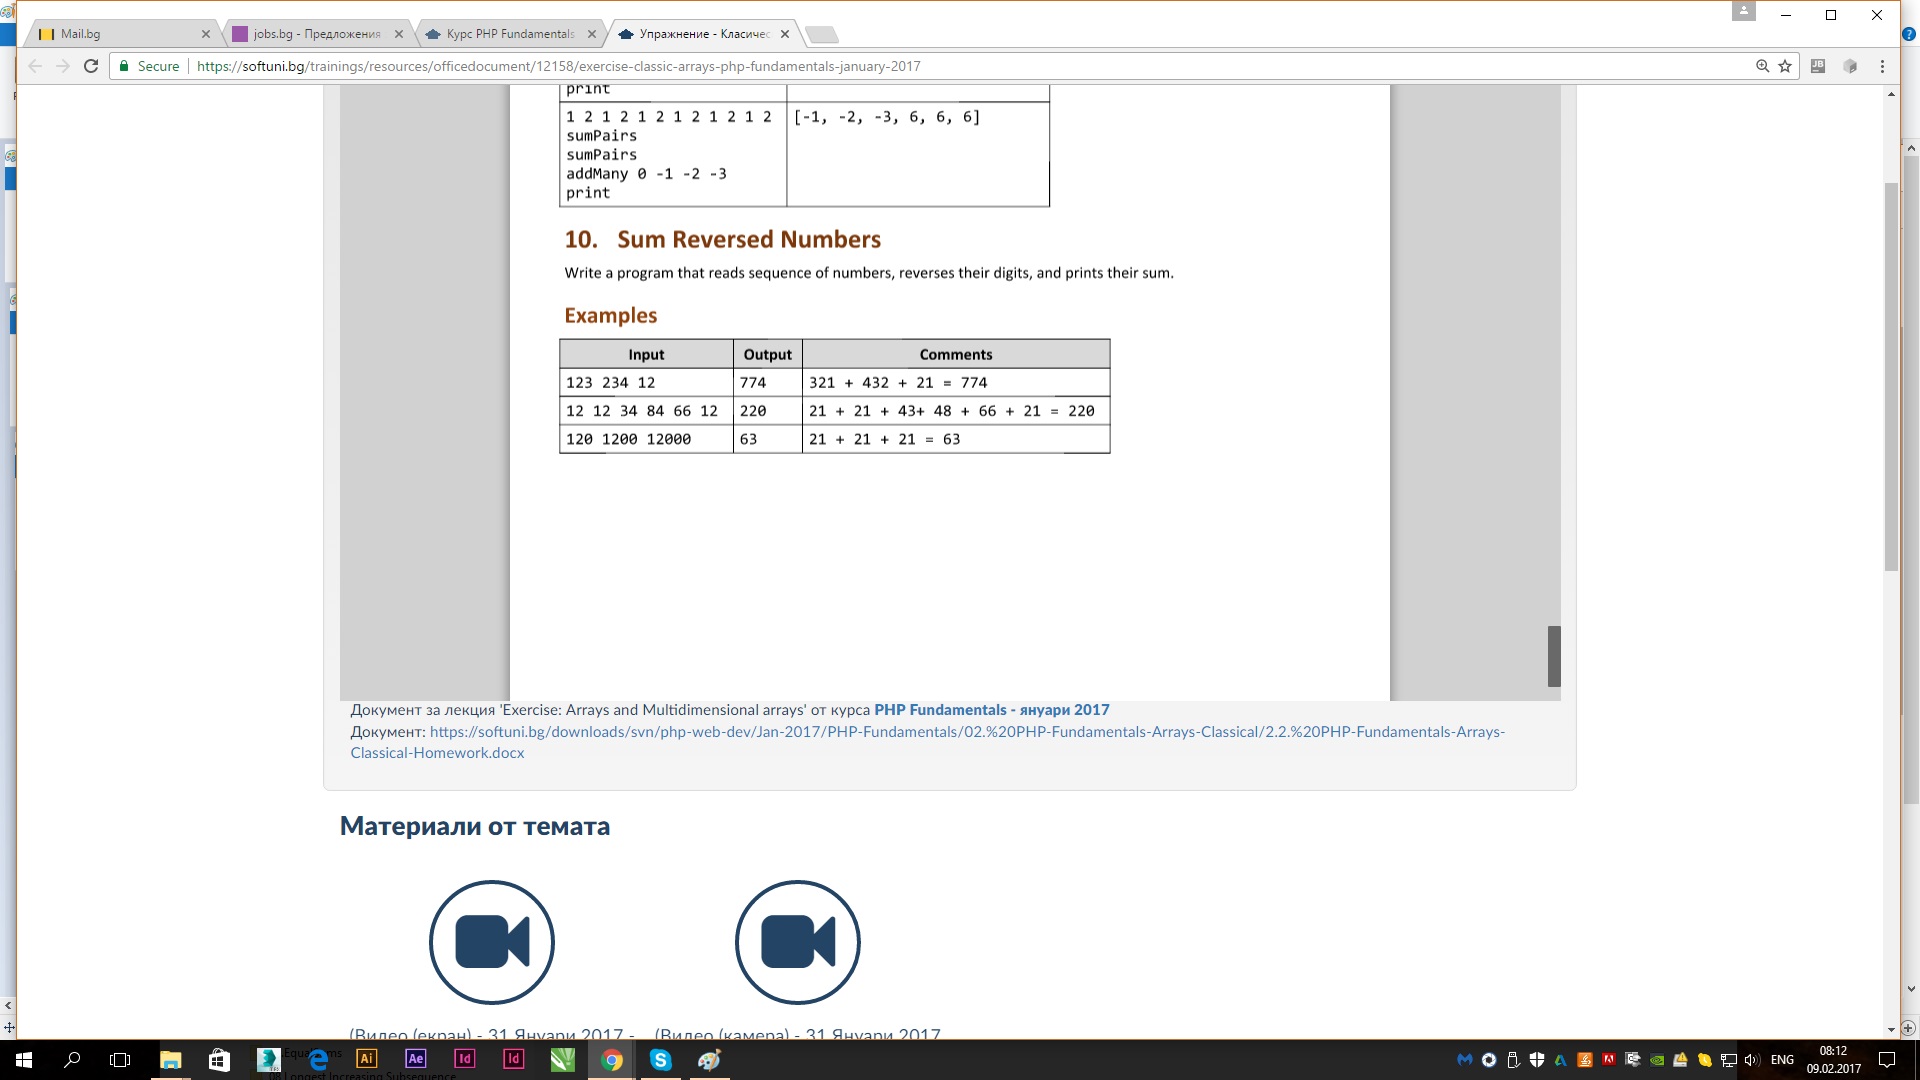 Mail.bg
jobs.bg - Предложения
Курс PHP Fundamentals
Упражнение - Класичес
Secure
https://softuni.bg/trainings/resources/officedocument/12158/exercise-classic-arrays-php-fundamentals-january-2017
print
1 2 1 2 1 2 1 2 1 2 1 2 [-1, -2, -3, 6, 6, 6]
sumPairs
sumPairs
addMany 0 -1 -2 -3
print
10. Sum Reversed Numbers
Write a program that reads sequence of numbers, reverses their digits, and prints their sum.
Examples
Input Output Comments
123 234 12 774 321 + 432 + 21 = 774
12 12 34 84 66 12 220 21 + 21 + 43+ 48 + 66 + 21 = 220
120 1200 12000 63 21 + 21 + 21 = 63
Документ за лекция 'Exercise: Arrays and Multidimensional arrays' от курса PHP Fundamentals - януари 2017
Документ: https://softuni.bg/downloads/svn/php-web-dev/Jan-2017/PHP-Fundamentals/02.%20PHP-Fundamentals-Arrays-Classical/2.2.%20PHP-Fundamentals-Arrays-
Classical-Homework.docx
Материали от темата
(Видео (екран) - 31 Януари 2017 - (Видео (камера) - 31 Януари 2017
Ai Ae Id Id
ENG
08:12
09.02.2017